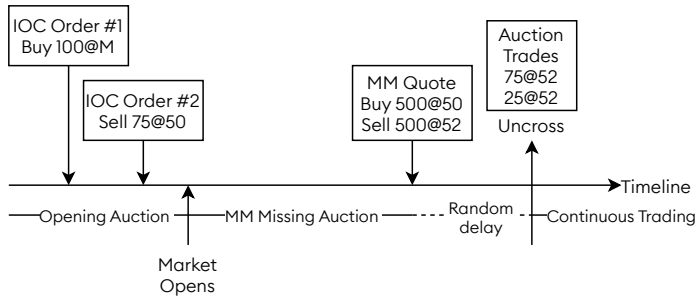 IOC Order #1
Buy 100@M
IOC Order #2
Sell 75@50
MM Quote
Buy 500@50
Sell 500@52
Auction
Trades
75@52
25@52
Uncross
Timeline
Opening Auction
MM Missing Auction
Random
delay
Continuous Trading
Market
Opens